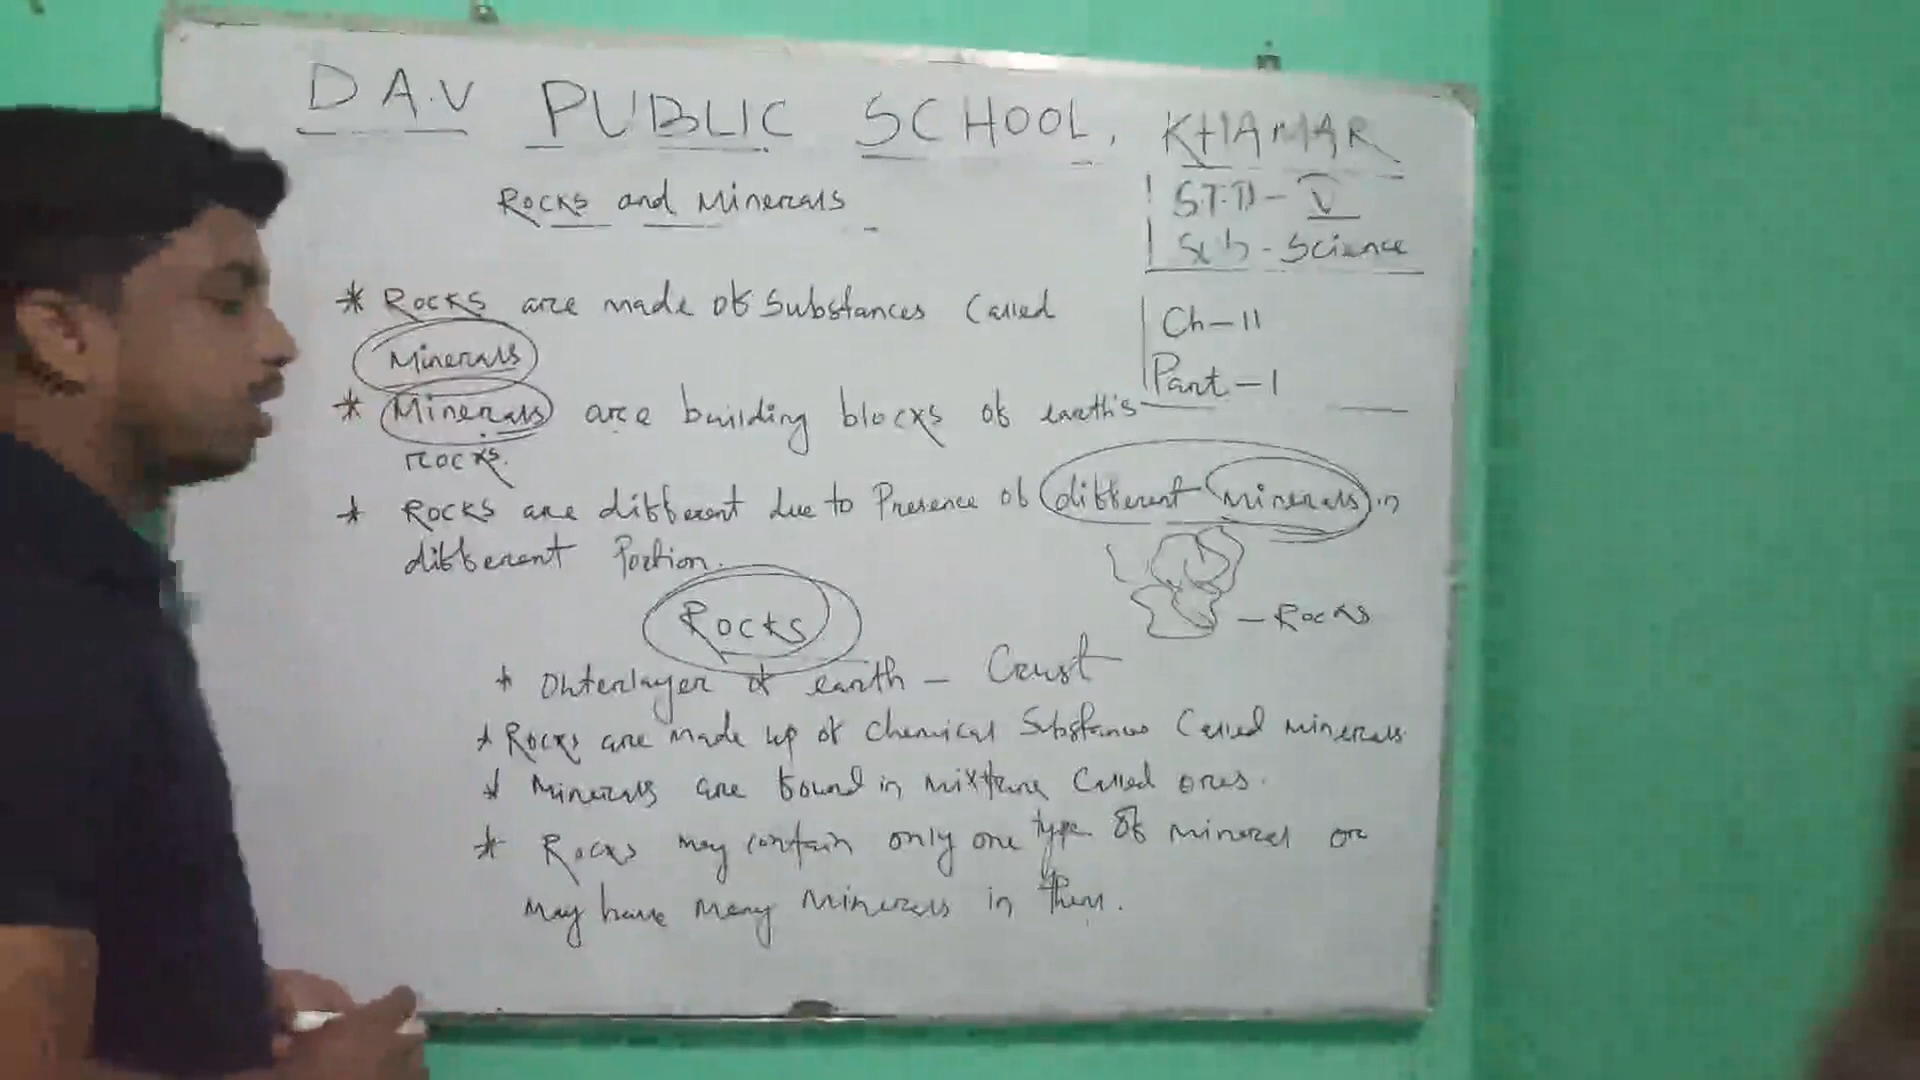 D A.V PUBLIC SCHOOL, KHAMAR
Rocks and Minerals
S.T.D - V
Sub - Science
Ch - 11
Part - 1
* Rocks are made of Substances Called
Minerals
* Minerals are building blocks of earth's
rocks.
* Rocks are different due to Presence of different minerals in
different Portion.
Rocks
- Rocks
* Outerlayer of earth - Crust
* Rocks are made up of Chemical Substances Called minerals
* Minerals are found in mixture Called ores.
* Rocks may contain only one type of mineral or
may have many minerals in them.